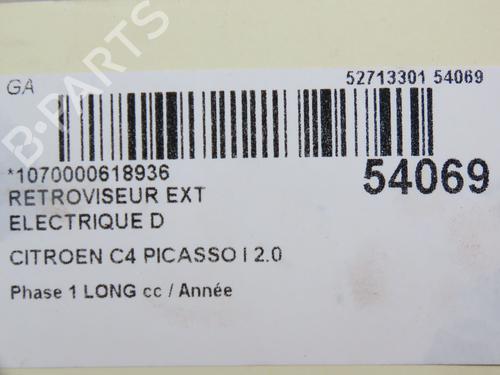 GA
52713301 54069
*1070000618936
54069
RETROVISEUR EXT
ELECTRIQUE D
CITROEN C4 PICASSO I 2.0
Phase 1 LONG cc / Année
B-PARTS